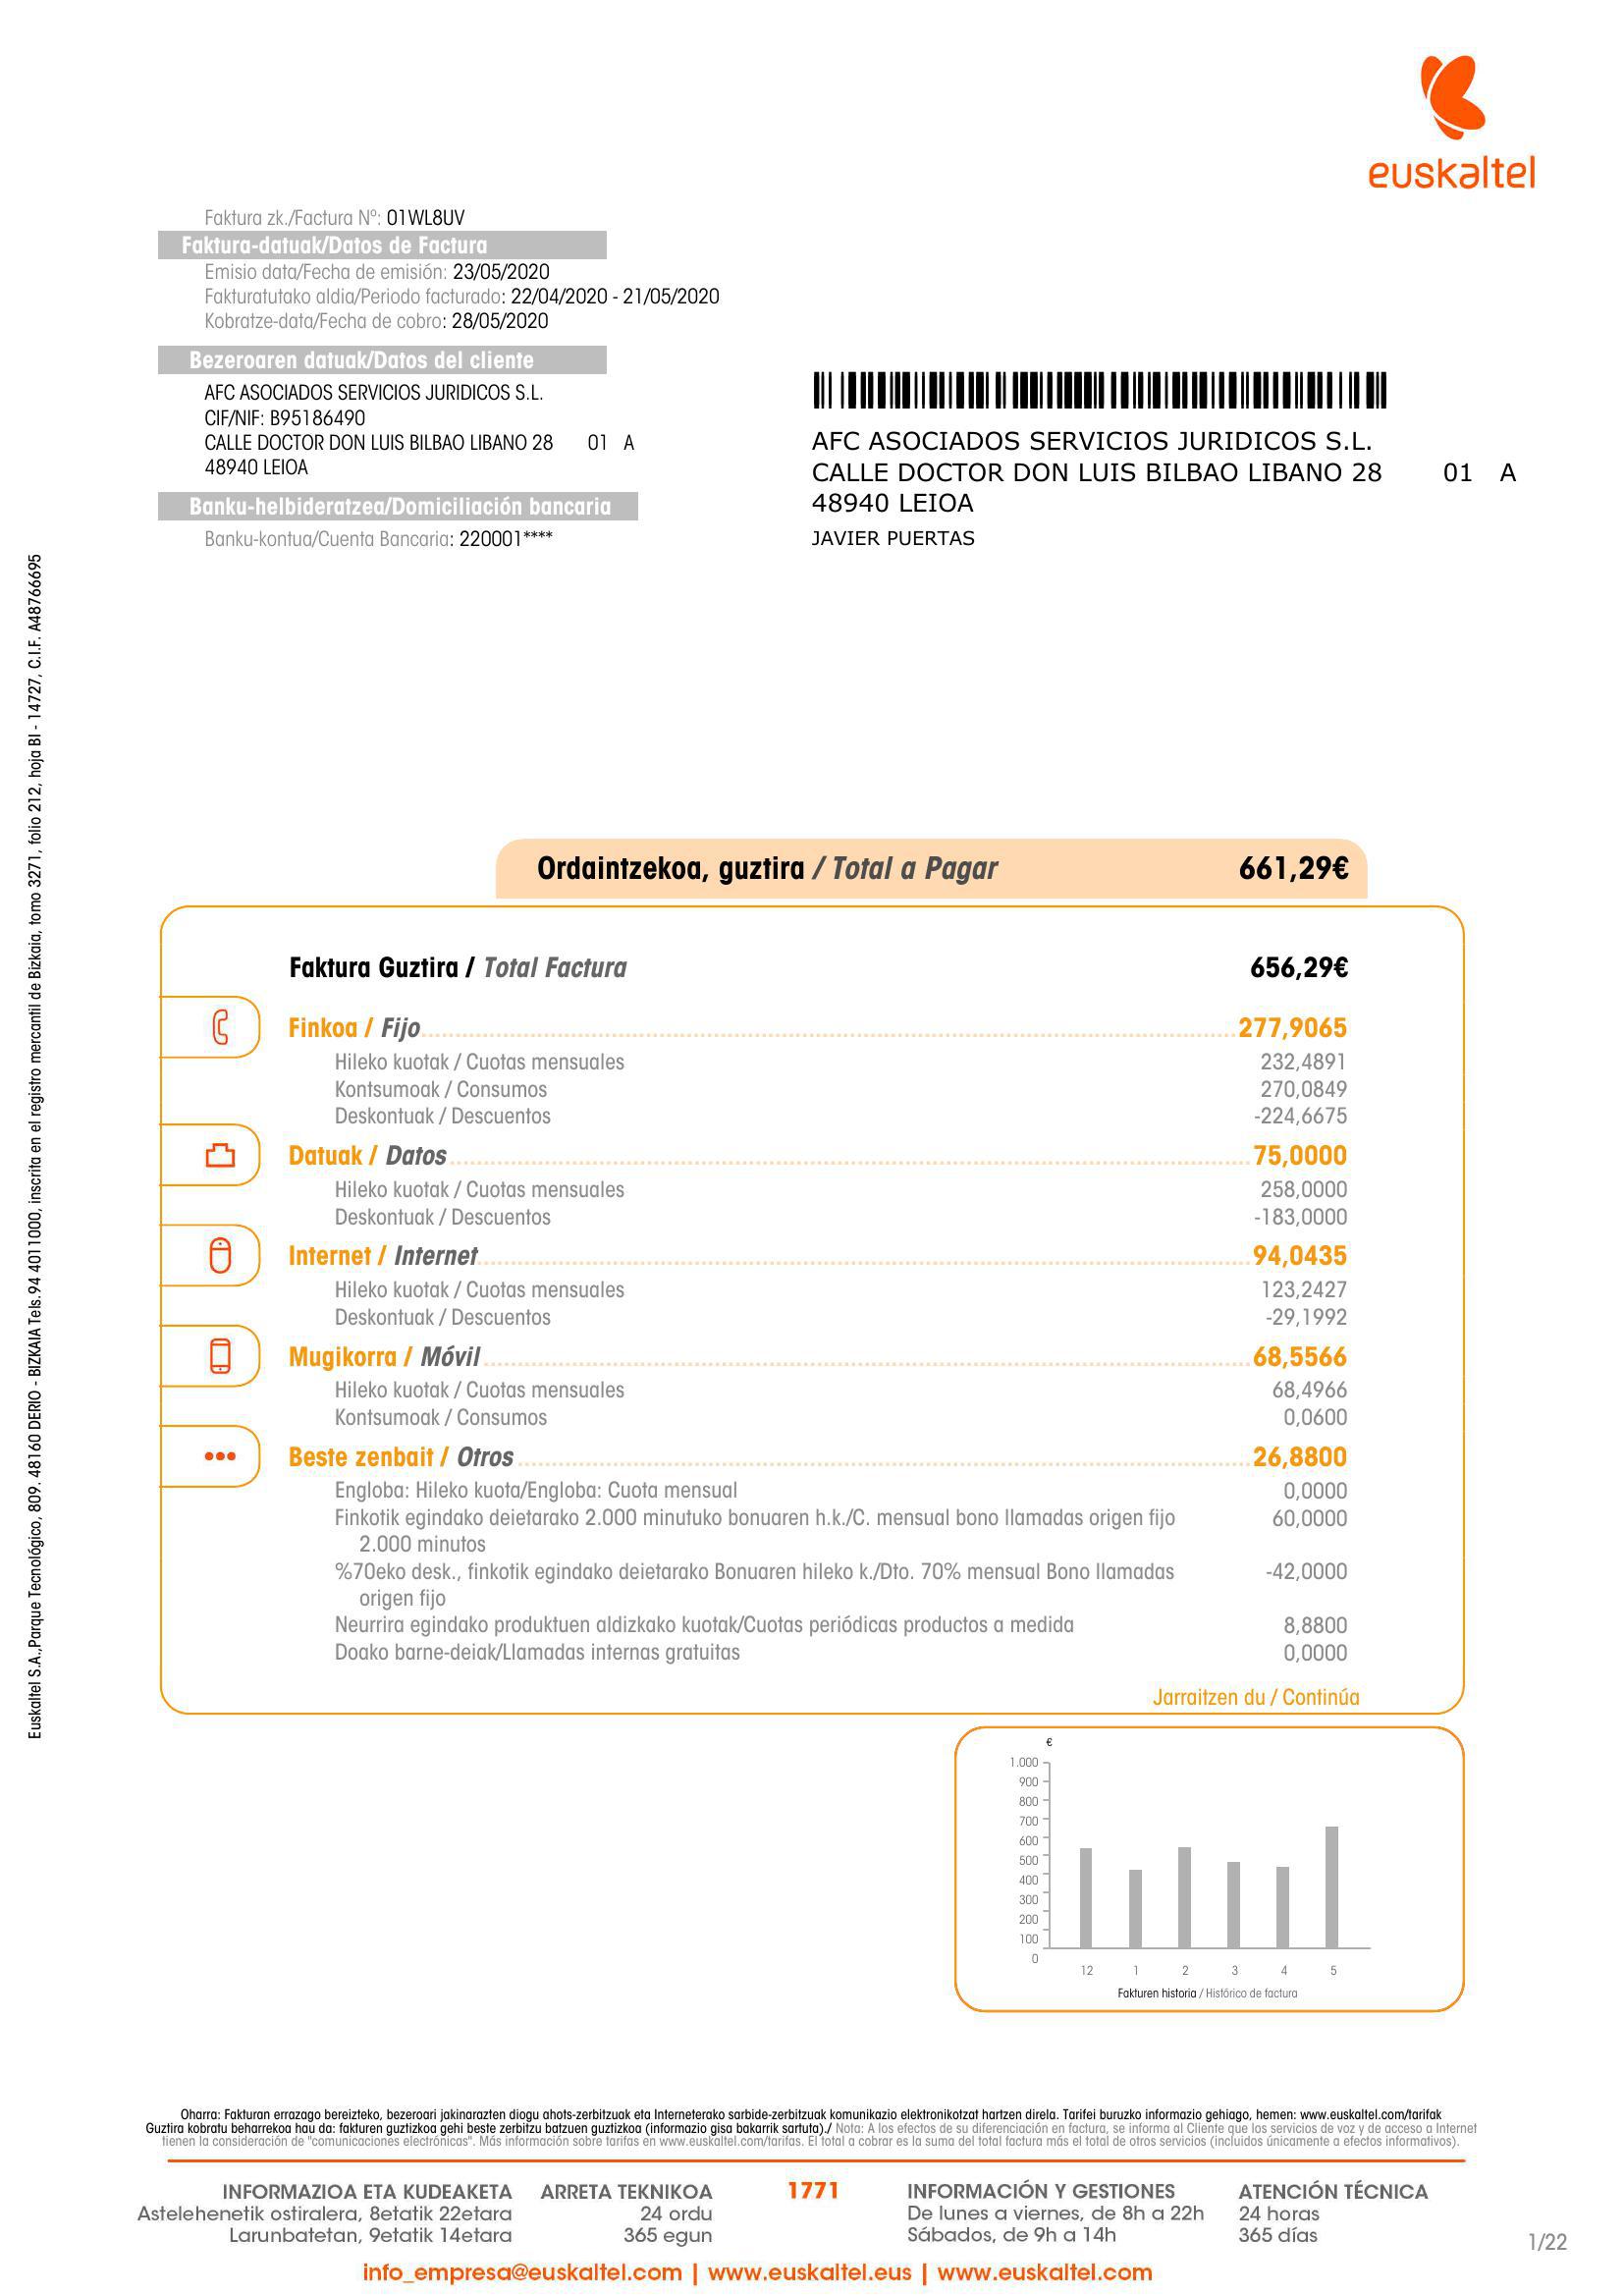 euskaltel
Faktura zk./Factura Nº: 01WL8UV
Faktura-datuak/Datos de Factura
Emisio data/Fecha de emisión: 23/05/2020
Fakturatutako aldia/Periodo facturado: 22/04/2020 - 21/05/2020
Kobratze-data/Fecha de cobro: 28/05/2020
Bezeroaren datuak/Datos del cliente
AFC ASOCIADOS SERVICIOS JURIDICOS S.L.
CIF/NIF: B95186490
CALLE DOCTOR DON LUIS BILBAO LIBANO 28 01 A
48940 LEIOA
Banku-helbideratzea/Domiciliación bancaria
Banku-kontua/Cuenta Bancaria: 220001****
AFC ASOCIADOS SERVICIOS JURIDICOS S.L.
CALLE DOCTOR DON LUIS BILBAO LIBANO 28 01 A
48940 LEIOA
JAVIER PUERTAS
Euskaltel S.A.,Parque Tecnológico, 809. 48160 DERIO - BIZKAIA Tels.94 4011000, inscrita en el registro mercantil de Bizkaia, tomo 3271, folio 212, hoja BI - 14727, C.I.F. A48766695
Ordaintzekoa, guztira / Total a Pagar 661,29€
Faktura Guztira / Total Factura 656,29€
Finkoa / Fijo 277,9065
Hileko kuotak / Cuotas mensuales 232,4891
Kontsumoak / Consumos 270,0849
Deskontuak / Descuentos -224,6675
Datuak / Datos 75,0000
Hileko kuotak / Cuotas mensuales 258,0000
Deskontuak / Descuentos -183,0000
Internet / Internet 94,0435
Hileko kuotak / Cuotas mensuales 123,2427
Deskontuak / Descuentos -29,1992
Mugikorra / Móvil 68,5566
Hileko kuotak / Cuotas mensuales 68,4966
Kontsumoak / Consumos 0,0600
Beste zenbait / Otros 26,8800
Engloba: Hileko kuota/Engloba: Cuota mensual 0,0000
Finkotik egindako deietarako 2.000 minutuko bonuaren h.k./C. mensual bono llamadas origen fijo 60,0000
2.000 minutos
%70eko desk., finkotik egindako deietarako Bonuaren hileko k./Dto. 70% mensual Bono llamadas -42,0000
origen fijo
Neurrira egindako produktuen aldizkako kuotak/Cuotas periódicas productos a medida 8,8800
Doako barne-deiak/Llamadas internas gratuitas 0,0000
Jarraitzen du / Continúa
€
1.000
900
800
700
600
500
400
300
200
100
0
12 1 2 3 4 5
Fakturen historia / Histórico de factura
Oharra: Fakturan errazago bereizteko, bezeroari jakinarazten diogu ahots-zerbitzuak eta Interneterako sarbide-zerbitzuak komunikazio elektronikotzat hartzen direla. Tarifei buruzko informazio gehiago, hemen: www.euskaltel.com/tarifak
Guztira kobratu beharrekoa hau da: fakturen guztizkoa gehi beste zerbitzu batzuen guztizkoa (informazio gisa bakarrik sartuta)./ Nota: A los efectos de su diferenciación en factura, se informa al Cliente que los servicios de voz y de acceso a Internet
tienen la consideración de "comunicaciones electrónicas". Más información sobre tarifas en www.euskaltel.com/tarifas. El total a cobrar es la suma del total factura más el total de otros servicios (incluidos únicamente a efectos informativos).
INFORMAZIOA ETA KUDEAKETA ARRETA TEKNIKOA 1771 INFORMACIÓN Y GESTIONES ATENCIÓN TÉCNICA
Astelehenetik ostiralera, 8etatik 22etara 24 ordu De lunes a viernes, de 8h a 22h 24 horas
Larunbatetan, 9etatik 14etara 365 egun Sábados, de 9h a 14h 365 días
1/22
info_empresa@euskaltel.com | www.euskaltel.eus | www.euskaltel.com